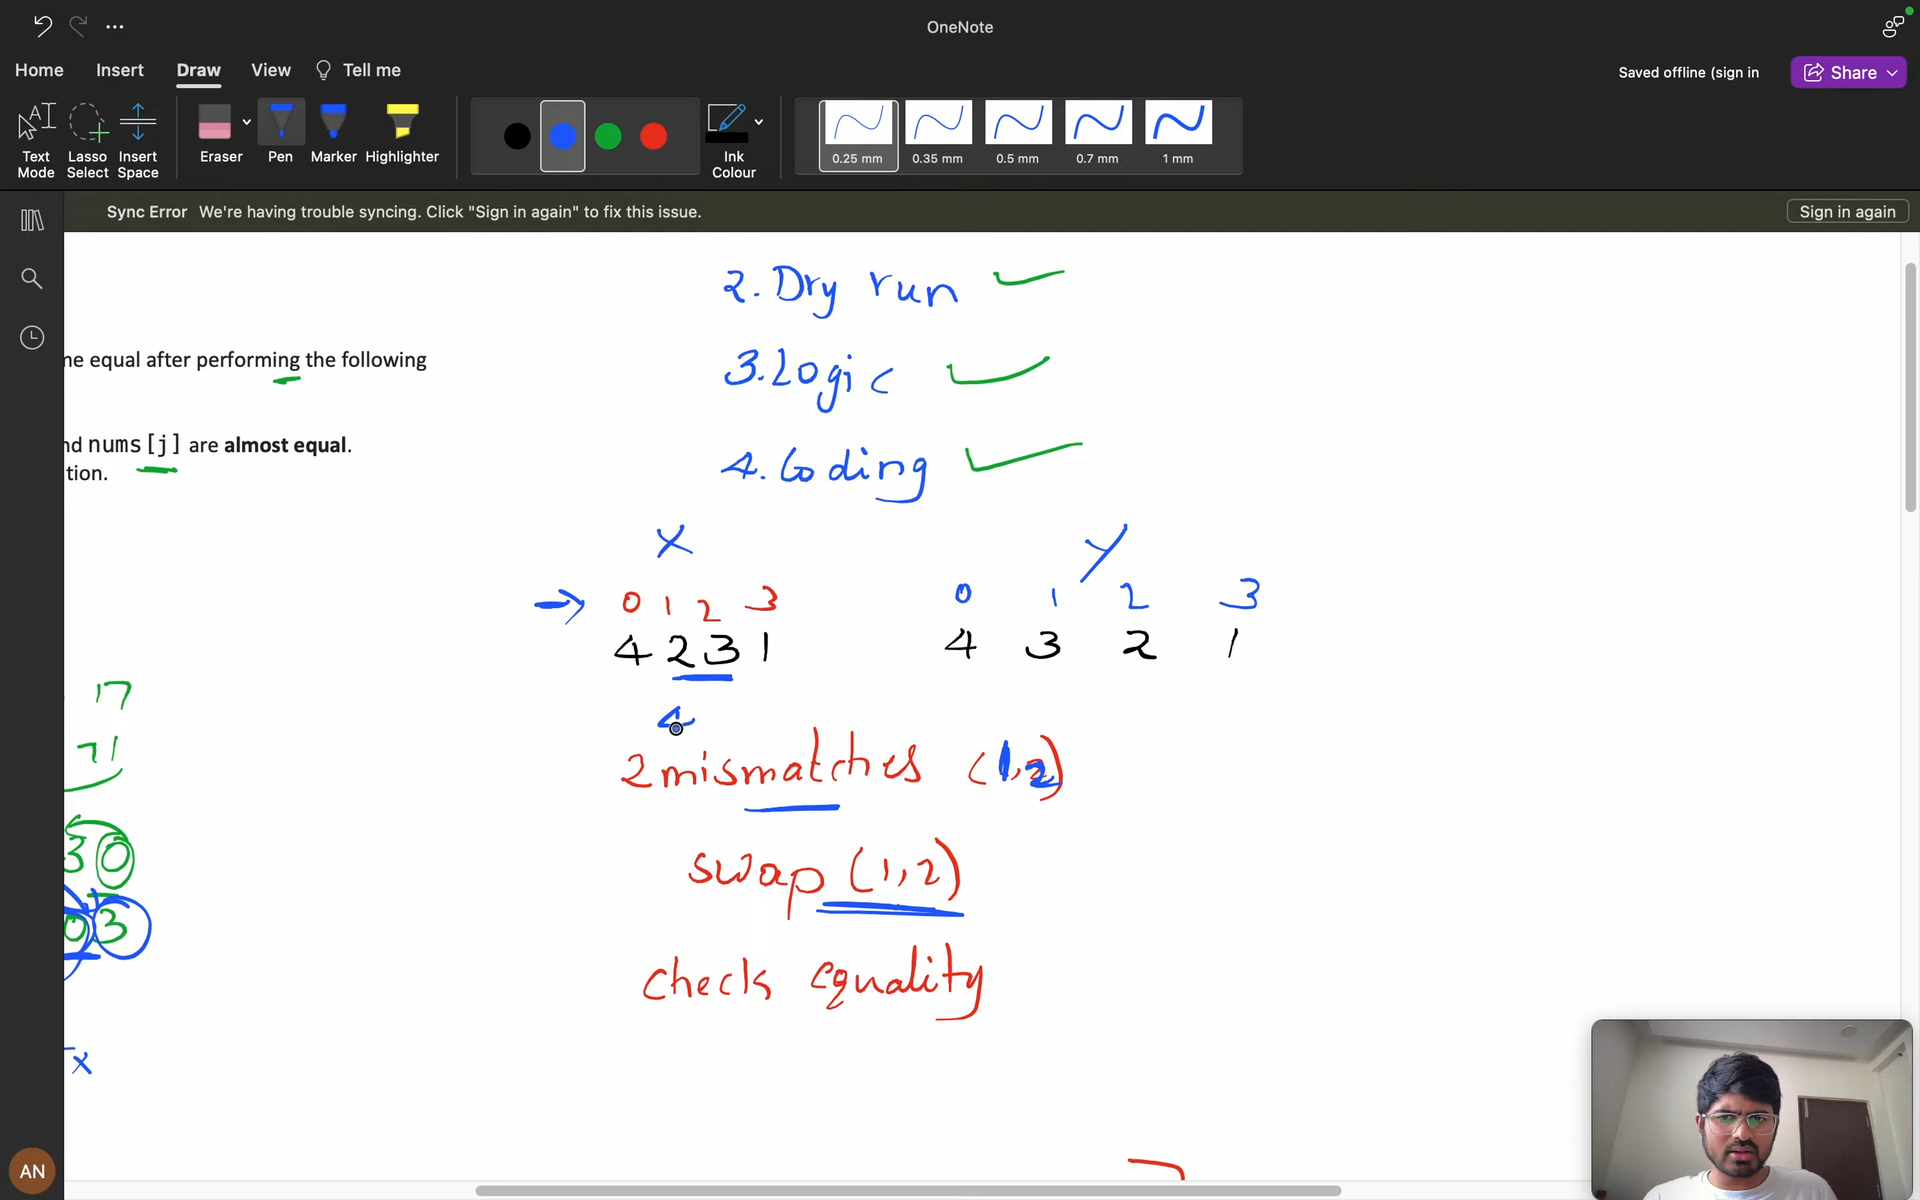 OneNote
Home Insert Draw View Tell me
Saved offline (sign in
Share
Text Mode
Lasso Select
Insert Space
Eraser
Pen
Marker
Highlighter
Ink Colour
0.25 mm 0.35 mm 0.5 mm 0.7 mm 1 mm
Sync Error We're having trouble syncing. Click "Sign in again" to fix this issue.
Sign in again
2. Dry run
me equal after performing the following
3. Logic
nd nums[j] are almost equal.
tion.
4. Coding
X Y
0 1 2 3 0 1 2 3
4 2 3 1 4 3 2 1
17
71
4
2 mismatches (1,2)
30
swap (1,2)
03
check equality
x
AN